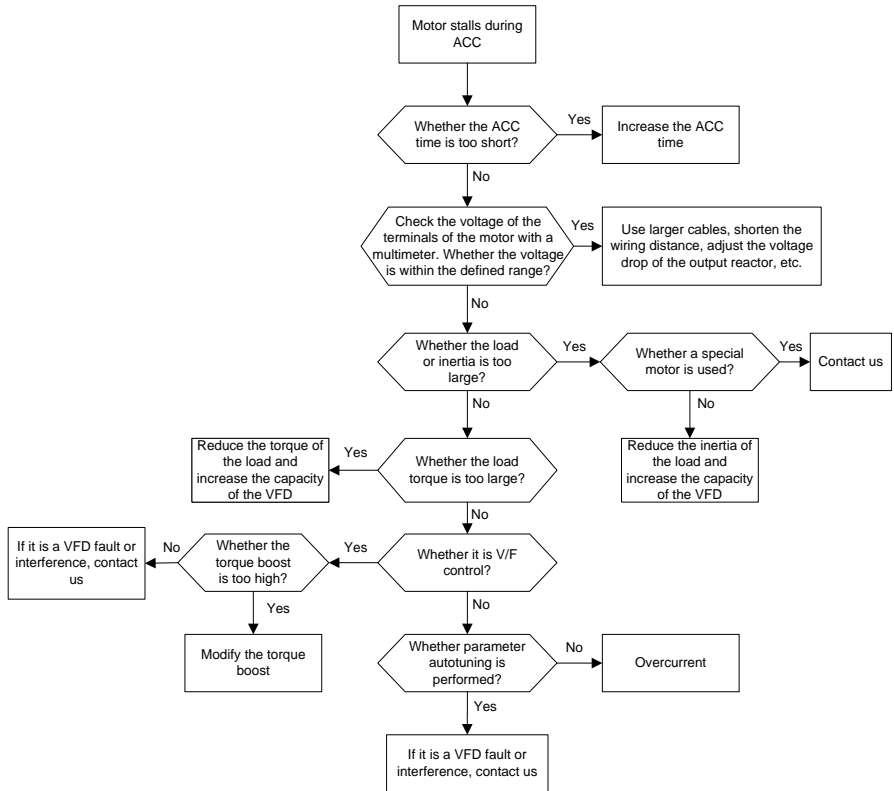 Motor stalls during
ACC
Whether the ACC
time is too short?
Yes
Increase the ACC
time
No
Check the voltage of the
terminals of the motor with a
multimeter. Whether the voltage
is within the defined range?
Yes
Use larger cables, shorten the
wiring distance, adjust the voltage
drop of the output reactor, etc.
No
Whether the load
or inertia is too
large?
Yes
Whether a special
motor is used?
Yes
Contact us
No
No
Reduce the torque of
the load and
increase the capacity
of the VFD
Yes
Whether the load
torque is too large?
Reduce the inertia of
the load and
increase the capacity
of the VFD
No
If it is a VFD fault or
interference, contact
us
No
Whether the
torque boost
is too high?
Yes
Whether it is V/F
control?
Yes
No
Modify the torque
boost
Whether parameter
autotuning is
performed?
No
Overcurrent
Yes
If it is a VFD fault or
interference, contact us